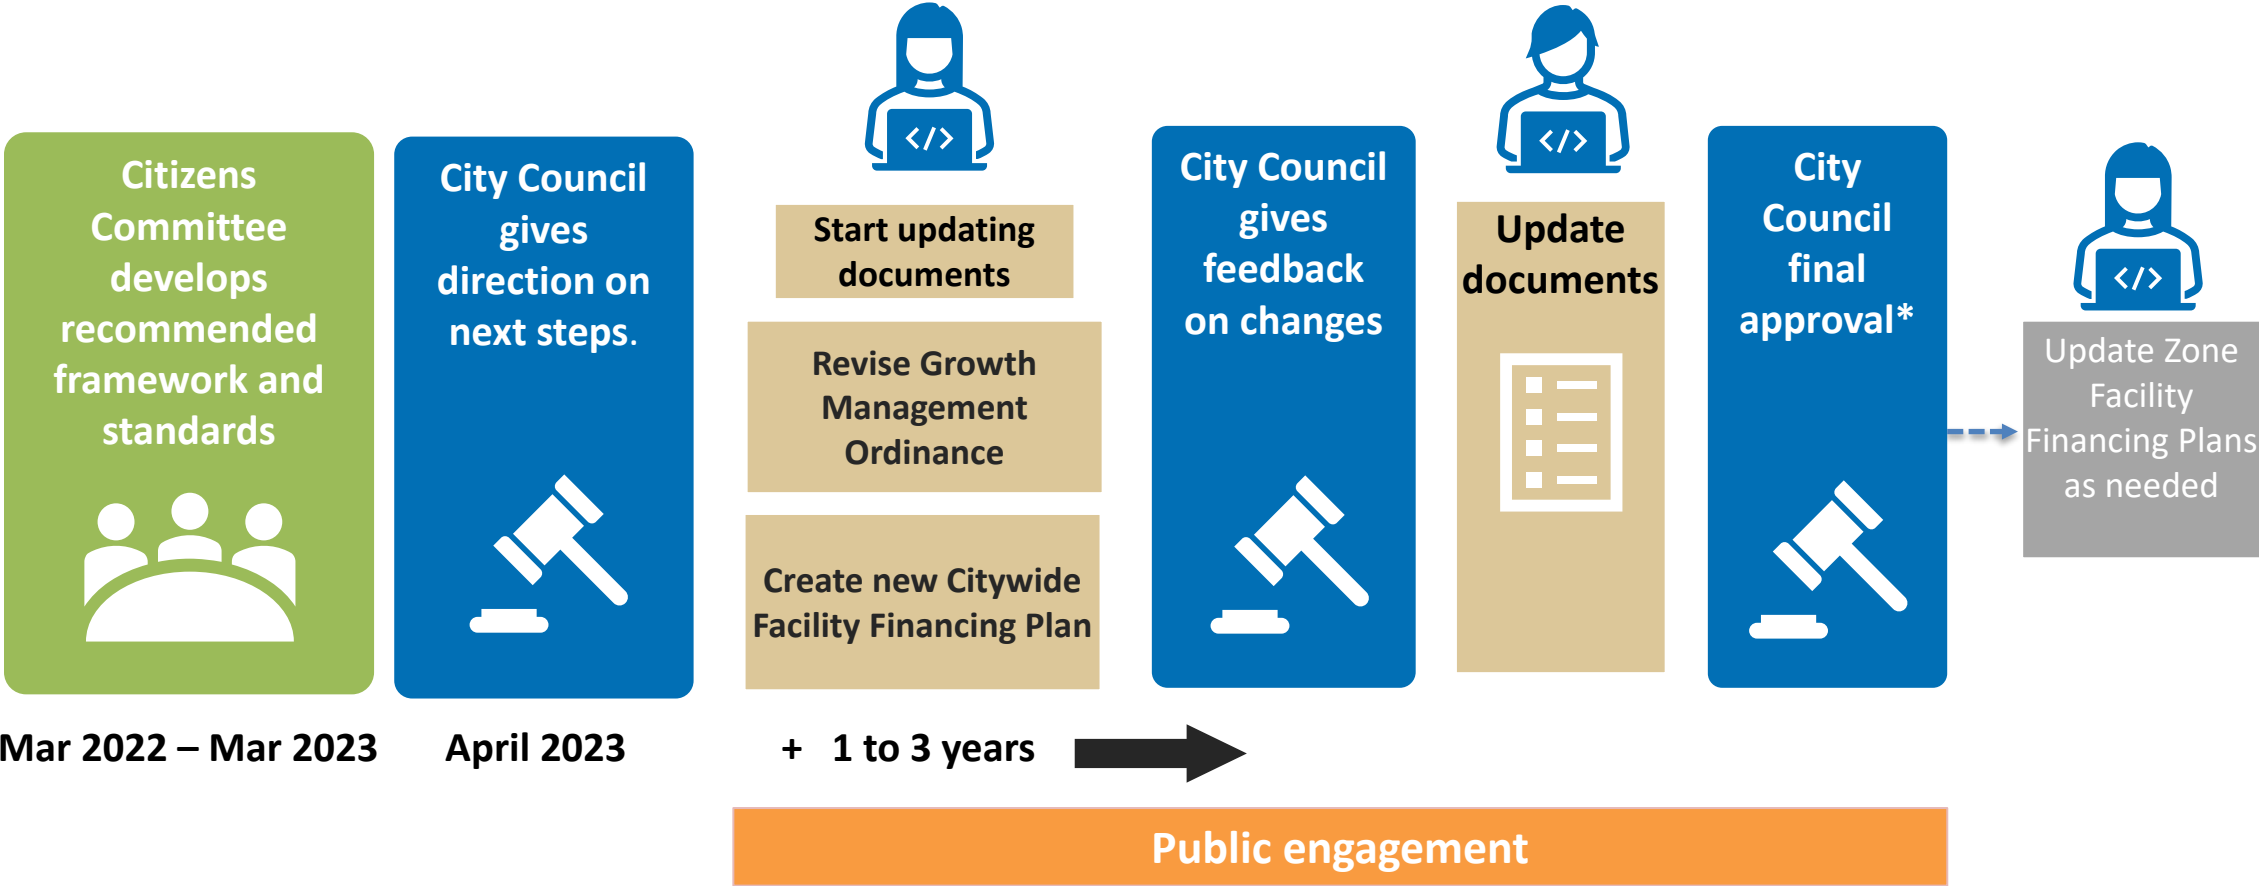 Citizens
Committee
develops
recommended
framework and
standards
City Council
gives
direction on
next steps.
</>
Start updating
documents
Revise Growth
Management
Ordinance
Create new Citywide
Facility Financing Plan
City Council
gives
feedback
on changes
</>
Update
documents
City
Council
final
approval*
</>
Update Zone
Facility
Financing Plans
as needed
Mar 2022 – Mar 2023
April 2023
+ 1 to 3 years
Public engagement